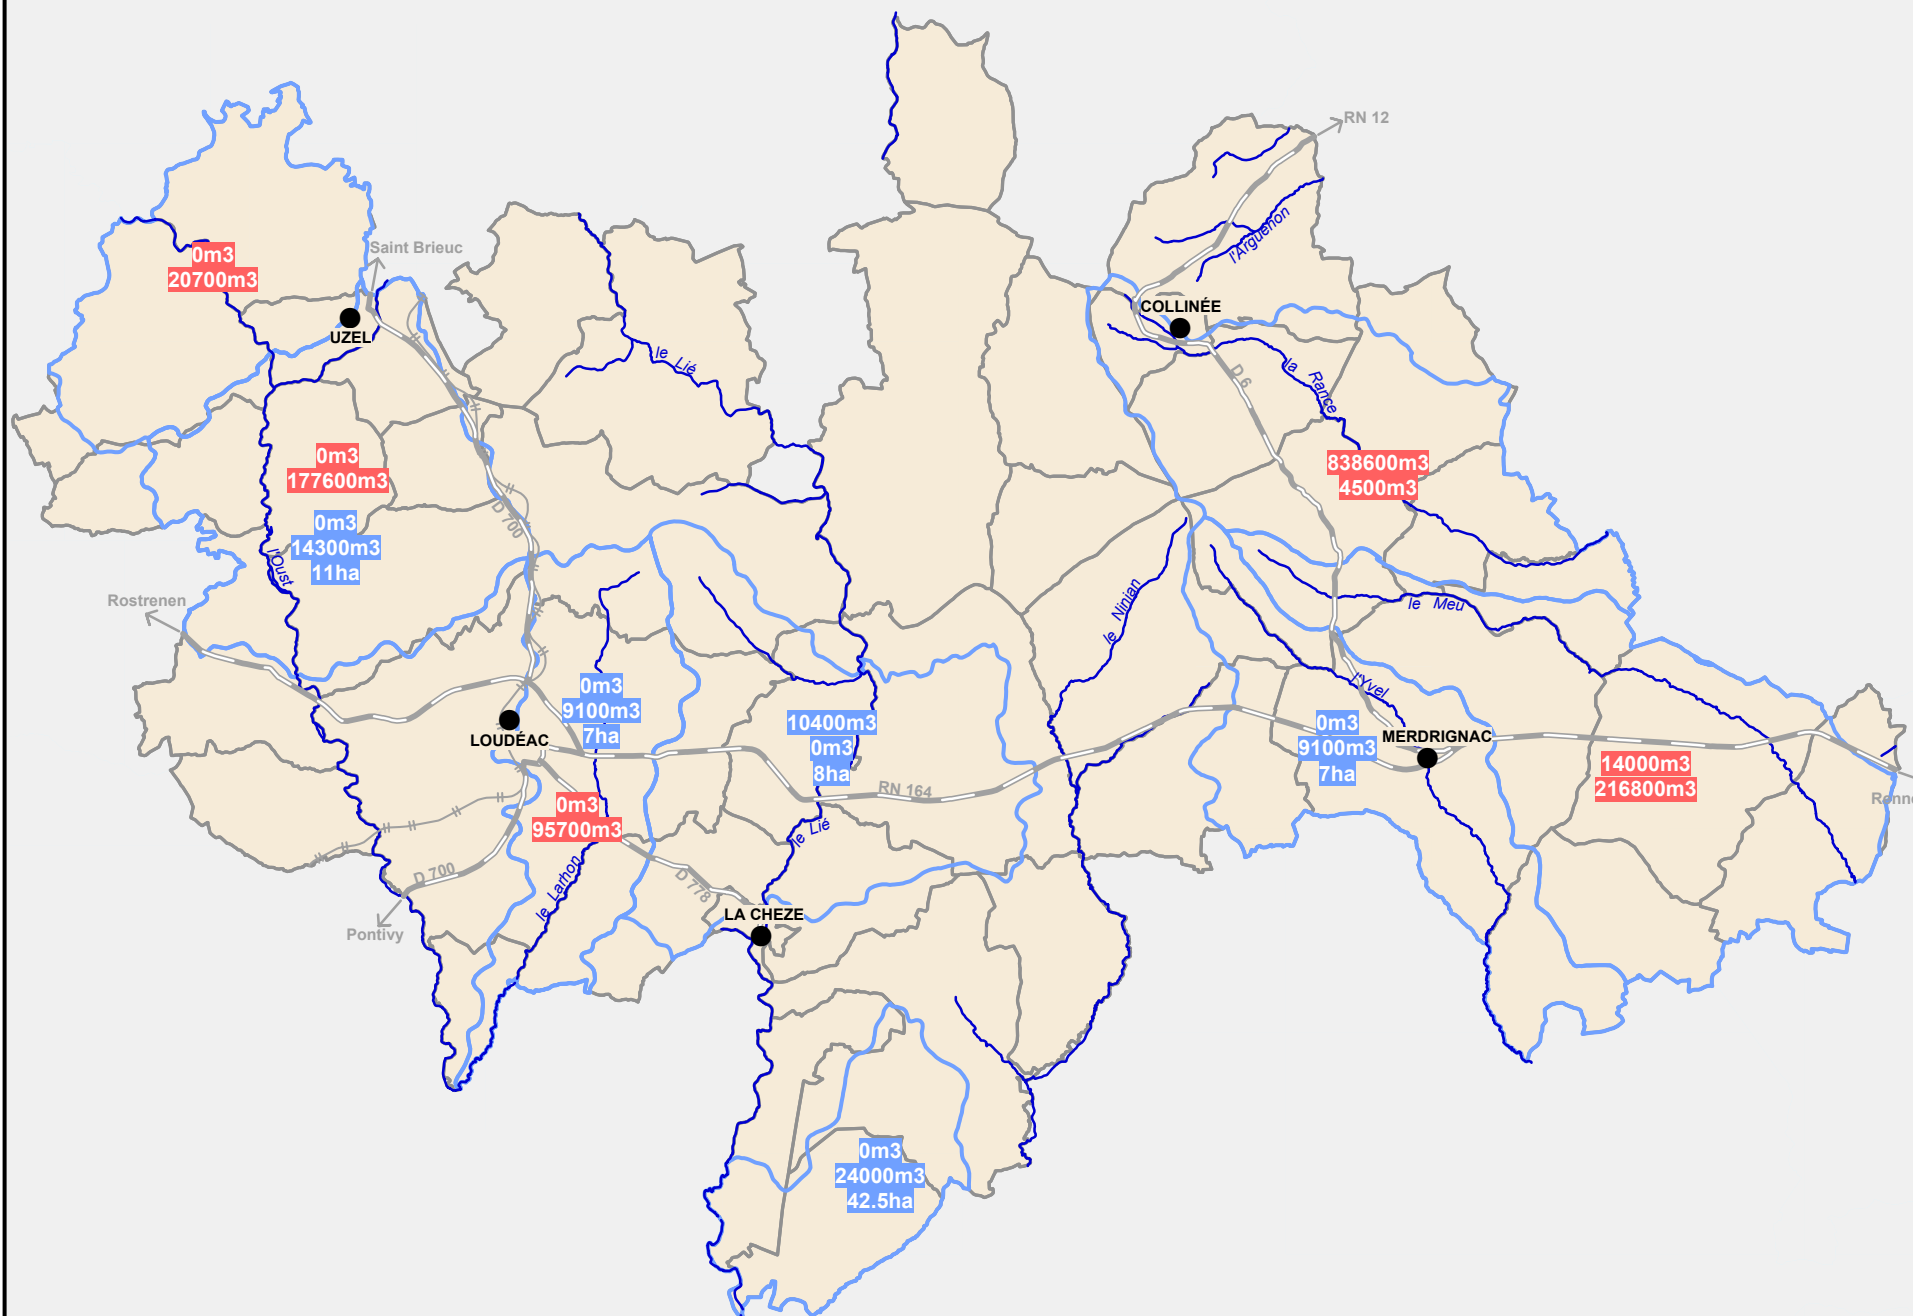 RN 12
l'Arguenon
Saint Brieuc
0m3
20700m3
COLLINÉE
UZEL
le Lié
D 6
la Rance
0m3
177600m3
838600m3
4500m3
0m3
14300m3
11ha
D 700
l'Oust
Rostrenen
le Ninian
le Meu
0m3
9100m3
7ha
l'Yvel
LOUDÉAC
10400m3
0m3
8ha
0m3
9100m3
7ha
MERDRIGNAC
14000m3
216800m3
RN 164
Renne
0m3
95700m3
le Lié
D 700
le Larhon
D 778
LA CHEZE
Pontivy
0m3
24000m3
42.5ha